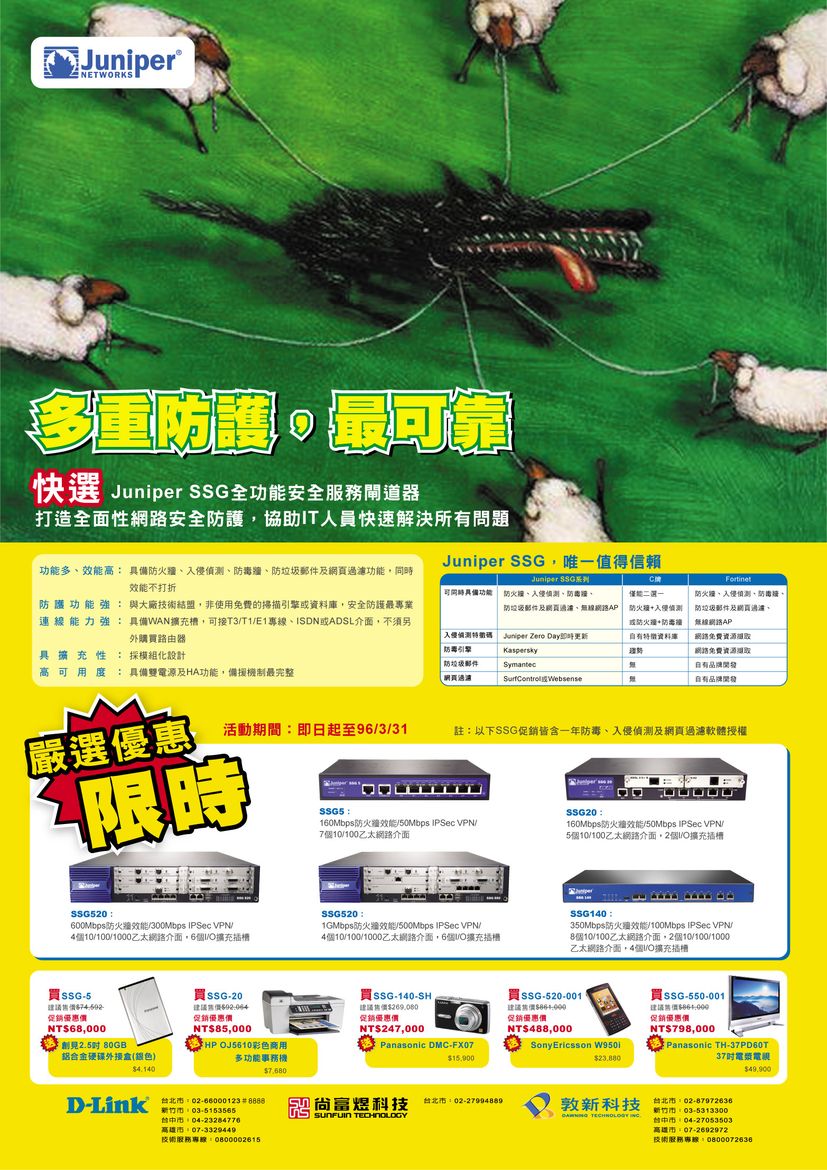 Juniper®
NETWORKS
多重防護，最可靠
快選 Juniper SSG全功能安全服務閘道器
打造全面性網路安全防護，協助IT人員快速解決所有問題
功能多、效能高： 具備防火牆、入侵偵測、防毒牆、防垃圾郵件及網頁過濾功能，同時
效能不打折
防護功能強： 與大廠技術結盟，非使用免費的掃描引擎或資料庫，安全防護最專業
連線能力強： 具備WAN擴充槽，可接T3/T1/E1專線、ISDN或ADSL介面，不須另
外購買路由器
具擴充性： 採模組化設計
高可用度： 具備雙電源及HA功能，備援機制最完整
Juniper SSG，唯一值得信賴
Juniper SSG系列 C牌 Fortinet
可同時具備功能 防火牆、入侵偵測、防毒牆、 僅能二選一 防火牆、入侵偵測、防毒牆、
防垃圾郵件及網頁過濾、無線網路AP 防火牆+入侵偵測 防垃圾郵件及網頁過濾、
或防火牆+防毒牆 無線網路AP
入侵偵測特徵碼 Juniper Zero Day即時更新 自有特徵資料庫 網路免費資源擷取
防毒引擎 Kaspersky 趨勢 網路免費資源擷取
防垃圾郵件 Symantec 無 自有品牌開發
網頁過濾 SurfControl或Websense 無 自有品牌開發
嚴選優惠
限時
活動期間：即日起至96/3/31
註：以下SSG促銷皆含一年防毒、入侵偵測及網頁過濾軟體授權
SSG5：
160Mbps防火牆效能/50Mbps IPSec VPN/
7個10/100乙太網路介面
SSG20：
160Mbps防火牆效能/50Mbps IPSec VPN/
5個10/100乙太網路介面，2個I/O擴充插槽
SSG520：
600Mbps防火牆效能/300Mbps IPSec VPN/
4個10/100/1000乙太網路介面，6個I/O擴充插槽
SSG520：
1GMbps防火牆效能/500Mbps IPSec VPN/
4個10/100/1000乙太網路介面，6個I/O擴充插槽
SSG140：
350Mbps防火牆效能/100Mbps IPSec VPN/
8個10/100乙太網路介面，2個10/100/1000
乙太網路介面，4個I/O擴充插槽
買SSG-5
建議售價$74,592
促銷優惠價
NT$68,000
送 創見2.5吋 80GB
鋁合金硬碟外接盒(銀色)
$4,140
買SSG-20
建議售價$92,064
促銷優惠價
NT$85,000
送 HP OJ5610彩色商用
多功能事務機
$7,680
買SSG-140-SH
建議售價$269,080
促銷優惠價
NT$247,000
送 Panasonic DMC-FX07
$15,900
買SSG-520-001
建議售價$861,000
促銷優惠價
NT$488,000
送 SonyEricsson W950i
$23,880
買SSG-550-001
建議售價$861,000
促銷優惠價
NT$798,000
送 Panasonic TH-37PD60T
37吋電漿電視
$49,900
D-Link®
台北市：02-66000123＃8888
新竹市：03-5153565
台中市：04-23284776
高雄市：07-3329449
技術服務專線：0800002615
尚富煜科技
SUNFUIN TECHNOLOGY
台北市：02-27994889
敦新科技
DAWNING TECHNOLOGY INC.
台北市：02-87972636
新竹市：03-5313300
台中市：04-27053503
高雄市：07-2692972
技術服務專線：0800072636